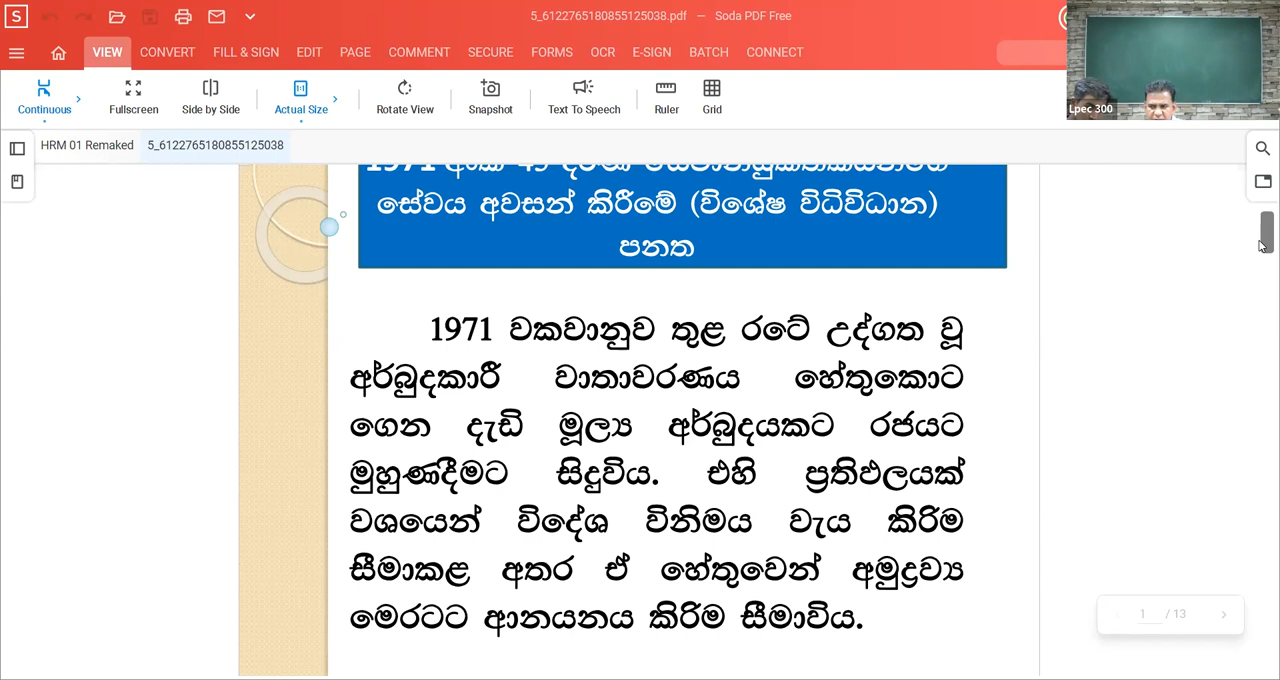 5_6122765180855125038.pdf — Soda PDF Free
VIEW CONVERT FILL & SIGN EDIT PAGE COMMENT SECURE FORMS OCR E-SIGN BATCH CONNECT
Continuous Fullscreen Side by Side Actual Size Rotate View Snapshot Text To Speech Ruler Grid
Lpec 300
HRM 01 Remaked 5_6122765180855125038
සේවය අවසන් කිරීමේ (විශේෂ විධිවිධාන)
පනත
1971 වකවානුව තුළ රටේ උද්ගත වූ
අර්බුදකාරී වාතාවරණය හේතුකොට
ගෙන දැඩි මූල්‍ය අර්බුදයකට රජයට
මුහුණදීමට සිදුවිය. එහි ප්‍රතිඵලයක්
වශයෙන් විදේශ විනිමය වැය කිරිම
සීමාකළ අතර ඒ හේතුවෙන් අමුද්‍රව්‍ය
මෙරටට ආනයනය කිරිම සීමාවිය.
1 / 13